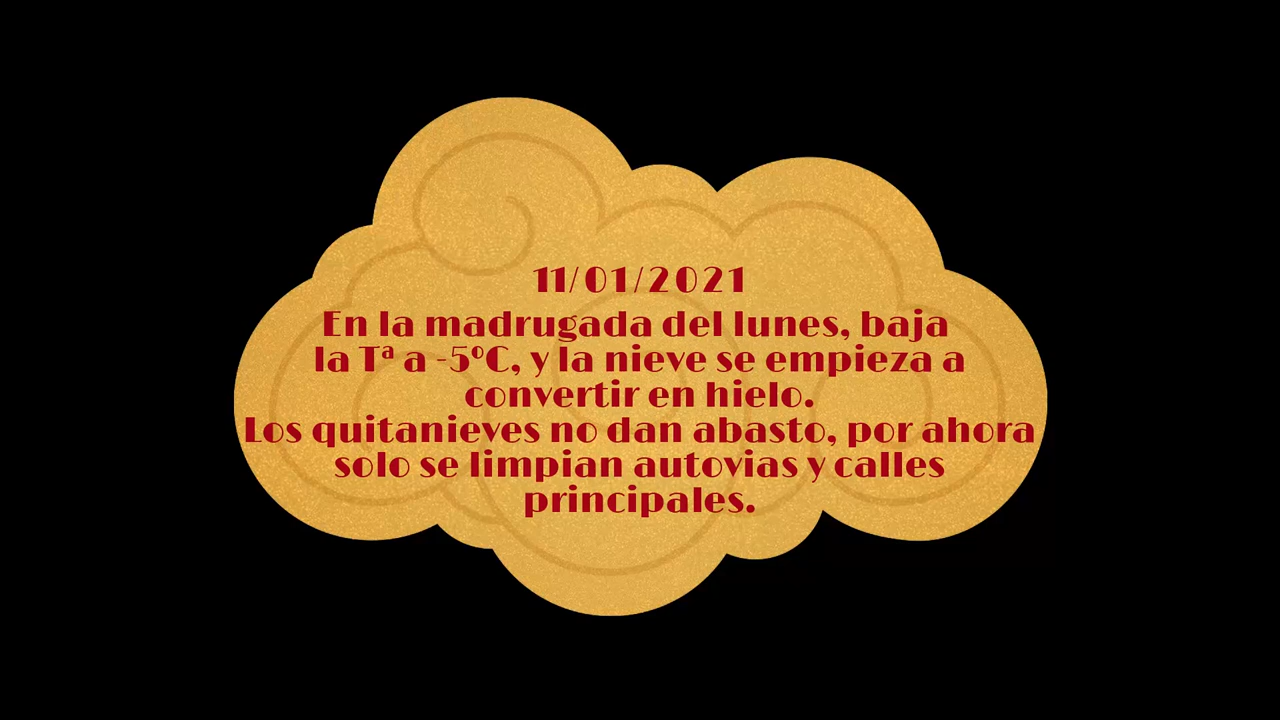 11/01/2021
En la madrugada del lunes, baja
la Tª a -5ºC, y la nieve se empieza a
convertir en hielo.
Los quitanieves no dan abasto, por ahora
solo se limpian autovias y calles
principales.